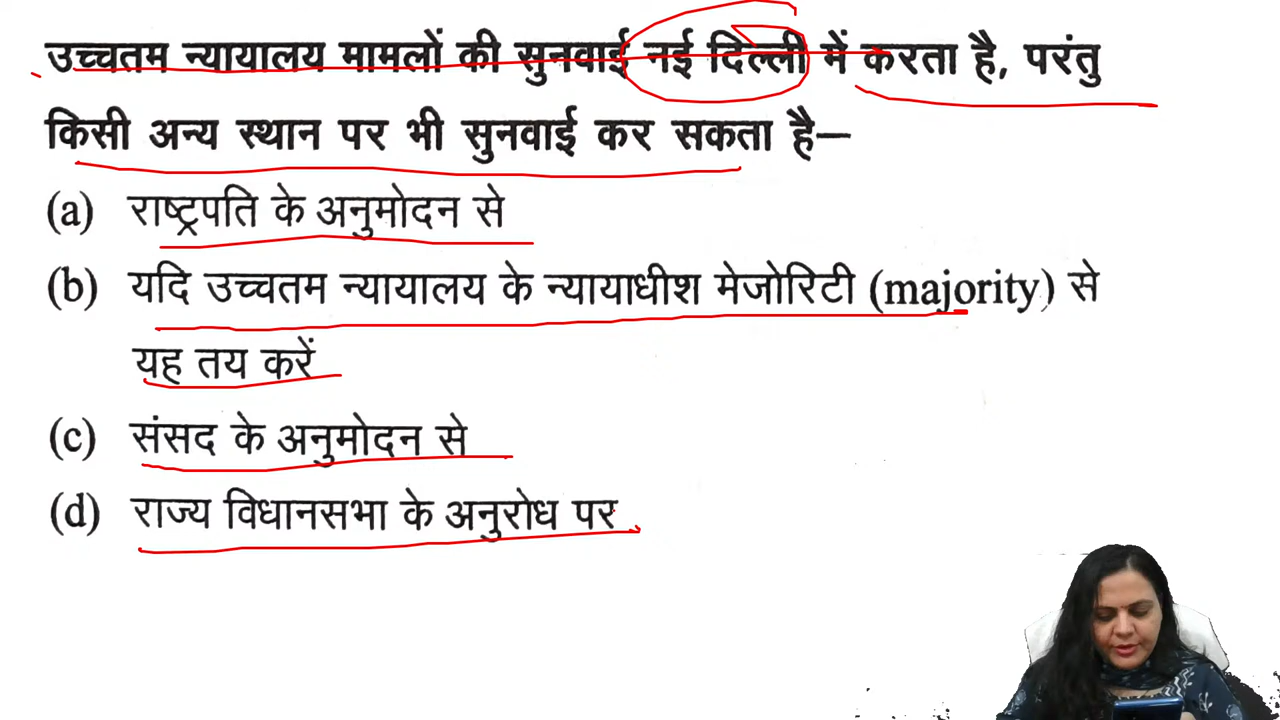 उच्चतम न्यायालय मामलों की सुनवाई नई दिल्ली में करता है, परंतु
किसी अन्य स्थान पर भी सुनवाई कर सकता है—
(a) राष्ट्रपति के अनुमोदन से
(b) यदि उच्चतम न्यायालय के न्यायाधीश मेजोरिटी (majority) से
यह तय करें
(c) संसद के अनुमोदन से
(d) राज्य विधानसभा के अनुरोध पर